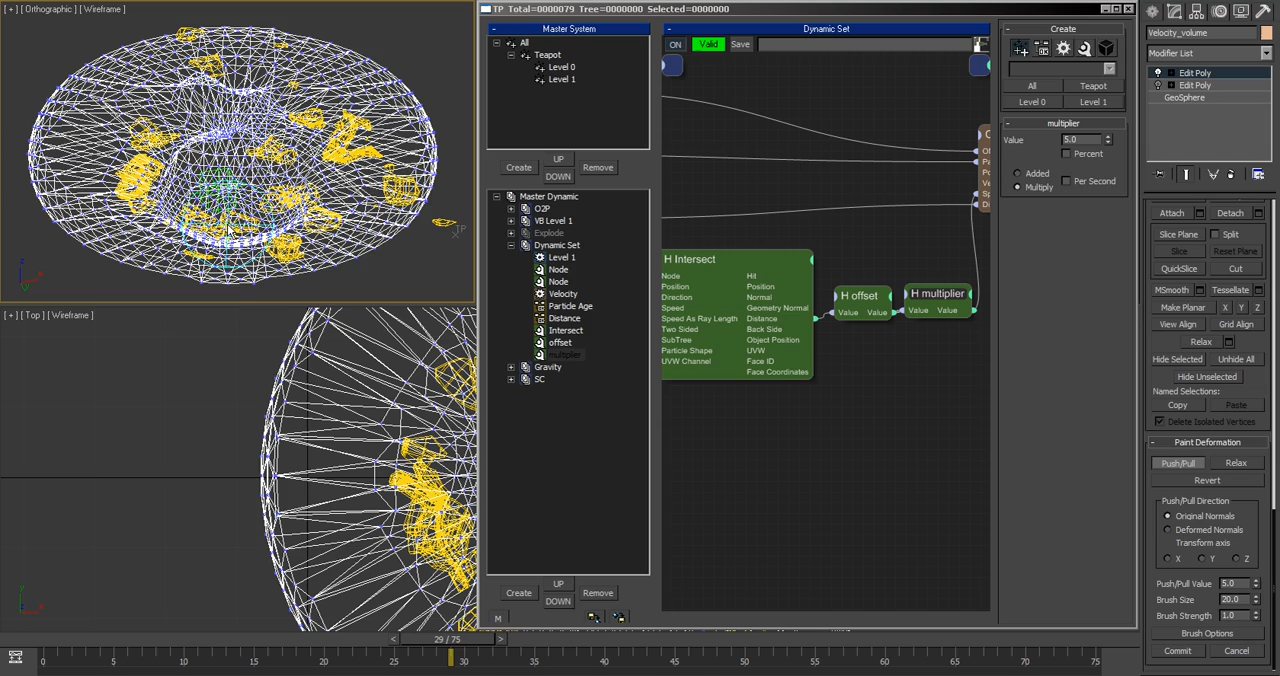 [ + ] [ Orthographic ] [ Wireframe ]
TP
[ + ] [ Top ] [ Wireframe ]
TP Total=0000079 Tree=0000000 Selected=0000000
Master System
All
Teapot
Level 0
Level 1
Create
UP
DOWN
Remove
Master Dynamic
O2P
VB Level 1
Explode
Dynamic Set
Level 1
Node
Node
Velocity
Particle Age
Distance
Intersect
offset
multiplier
Gravity
SC
Create
UP
DOWN
Remove
M
Dynamic Set
ON
Valid
Save
H Intersect
Node Hit
Position Position
Direction Normal
Speed Geometry Normal
Speed As Ray Length Distance
Two Sided Back Side
SubTree Object Position
Particle Shape UVW
UVW Channel Face ID
Face Coordinates
H offset
Value Value
H multiplier
Value Value
Create
All Teapot
Level 0 Level 1
multiplier
Value 5.0
Percent
Added
Multiply
Per Second
Velocity_volume
Modifier List
Edit Poly
Edit Poly
GeoSphere
Attach Detach
Slice Plane Split
Slice Reset Plane
QuickSlice Cut
MSmooth Tessellate
Make Planar X Y Z
View Align Grid Align
Relax
Hide Selected Unhide All
Hide Unselected
Named Selections:
Copy Paste
Delete Isolated Vertices
Paint Deformation
Push/Pull Relax
Revert
Push/Pull Direction
Original Normals
Deformed Normals
Transform axis
X Y Z
Push/Pull Value 5.0
Brush Size 20.0
Brush Strength 1.0
Brush Options
Commit Cancel
< 29 / 75 >
0 5 10 15 20 25 30 35 40 45 50 55 60 65 70 75